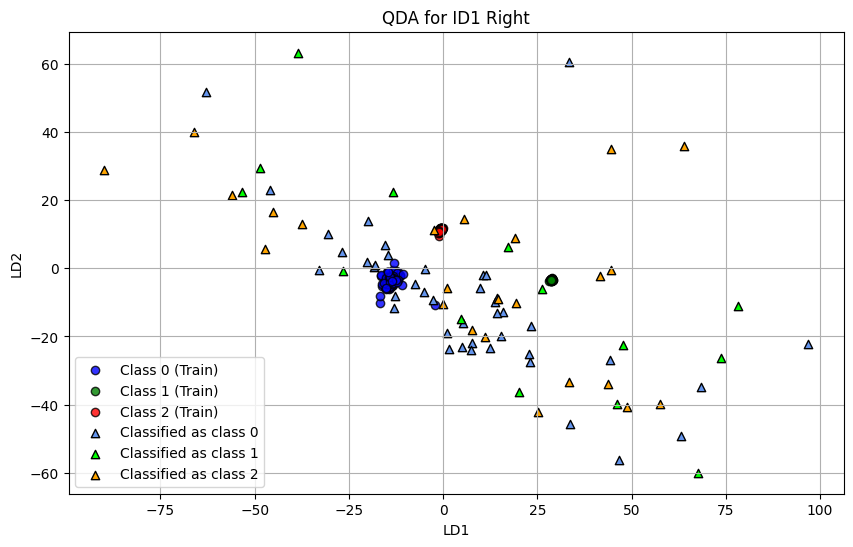 QDA for ID1 Right
60
40
20
0
−20
−40
−60
LD2
Class 0 (Train)
Class 1 (Train)
Class 2 (Train)
Classified as class 0
Classified as class 1
Classified as class 2
−75 −50 −25 0 25 50 75 100
LD1